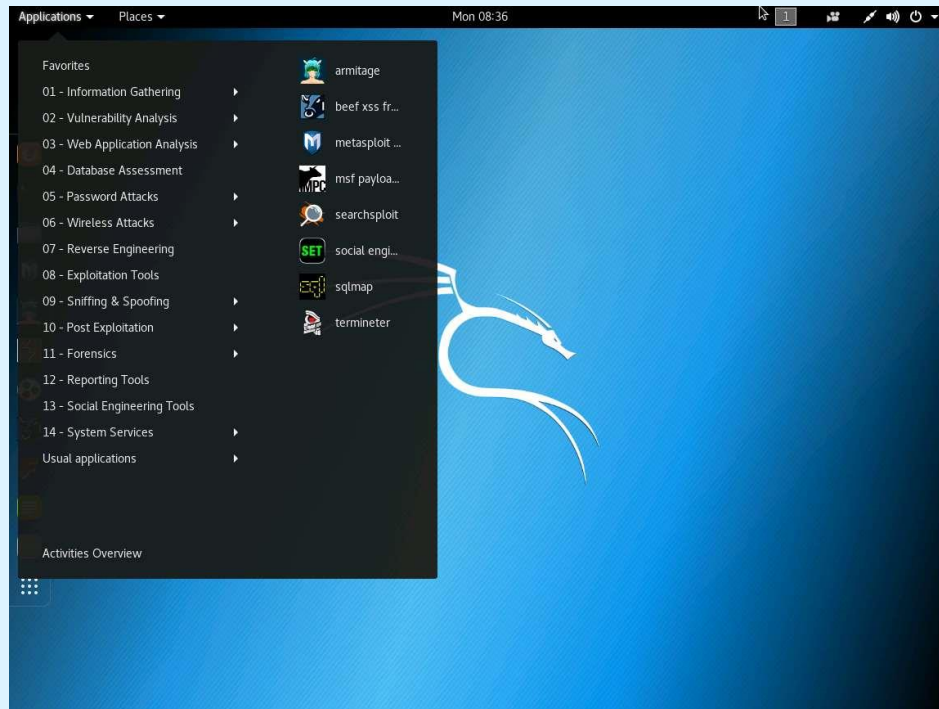 Applications Places Mon 08:36 1
Favorites
01 - Information Gathering
02 - Vulnerability Analysis
03 - Web Application Analysis
04 - Database Assessment
05 - Password Attacks
06 - Wireless Attacks
07 - Reverse Engineering
08 - Exploitation Tools
09 - Sniffing & Spoofing
10 - Post Exploitation
11 - Forensics
12 - Reporting Tools
13 - Social Engineering Tools
14 - System Services
Usual applications
Activities Overview
armitage
beef xss fr...
metasploit ...
MPC
msf payloa...
searchsploit
SET
social engi...
sql
sqlmap
termineter